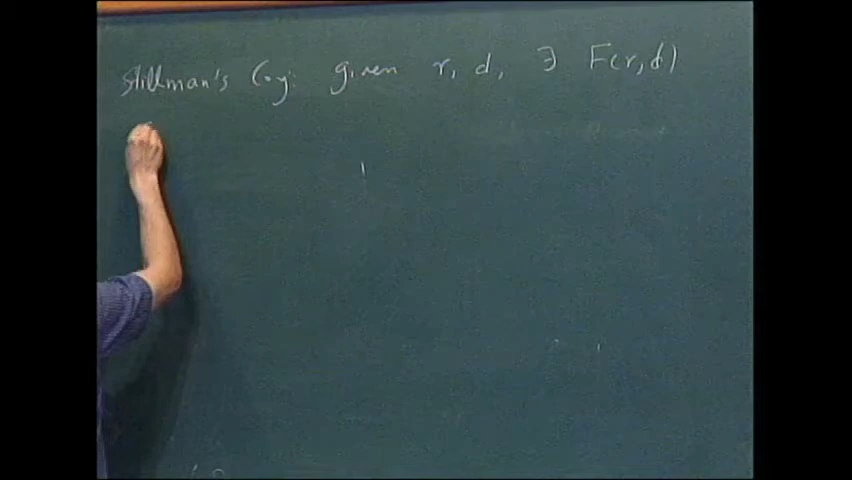 Stillman's Conj: given r, d, ∃ F(r,d)